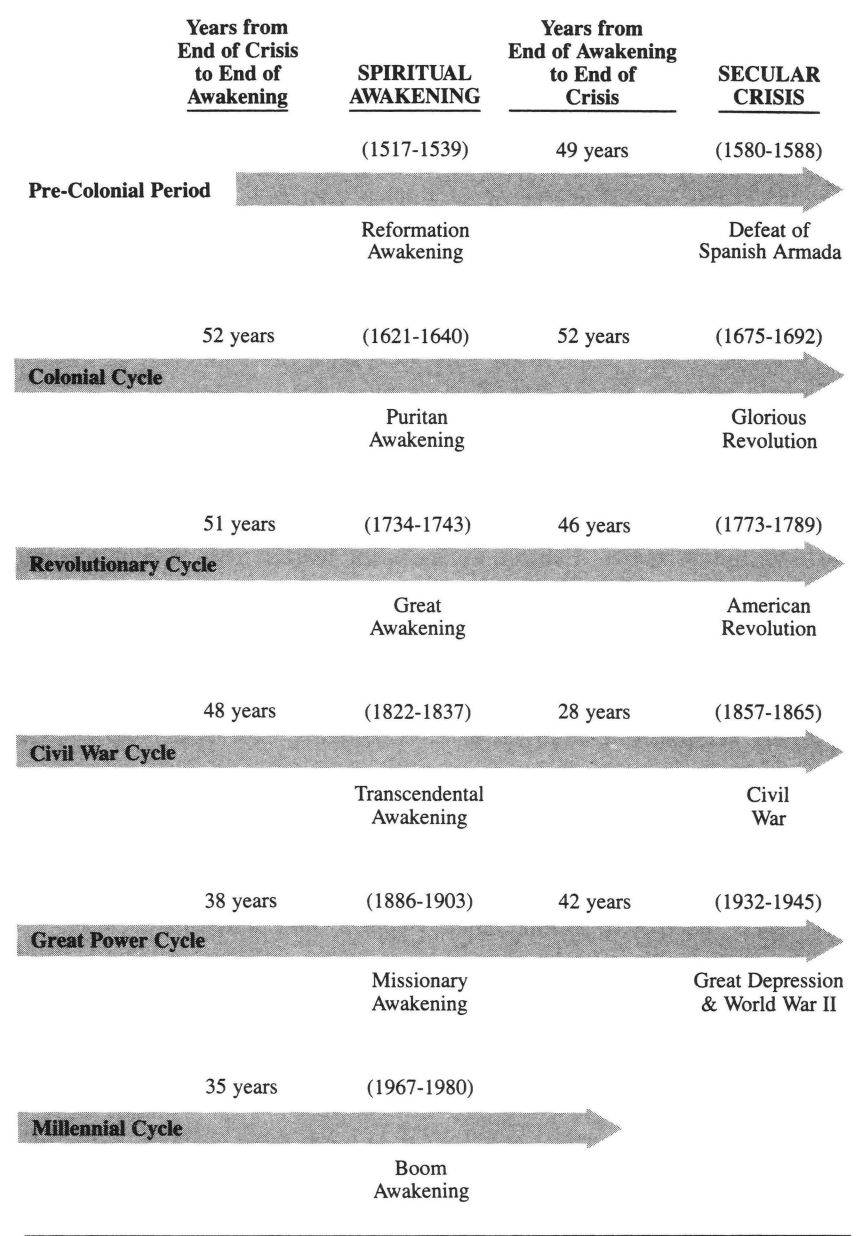 Years from
End of Crisis
to End of
Awakening
SPIRITUAL
AWAKENING
Years from
End of Awakening
to End of
Crisis
SECULAR
CRISIS
(1517-1539) 49 years (1580-1588)
Pre-Colonial Period
Reformation
Awakening
Defeat of
Spanish Armada
52 years (1621-1640) 52 years (1675-1692)
Colonial Cycle
Puritan
Awakening
Glorious
Revolution
51 years (1734-1743) 46 years (1773-1789)
Revolutionary Cycle
Great
Awakening
American
Revolution
48 years (1822-1837) 28 years (1857-1865)
Civil War Cycle
Transcendental
Awakening
Civil
War
38 years (1886-1903) 42 years (1932-1945)
Great Power Cycle
Missionary
Awakening
Great Depression
& World War II
35 years (1967-1980)
Millennial Cycle
Boom
Awakening